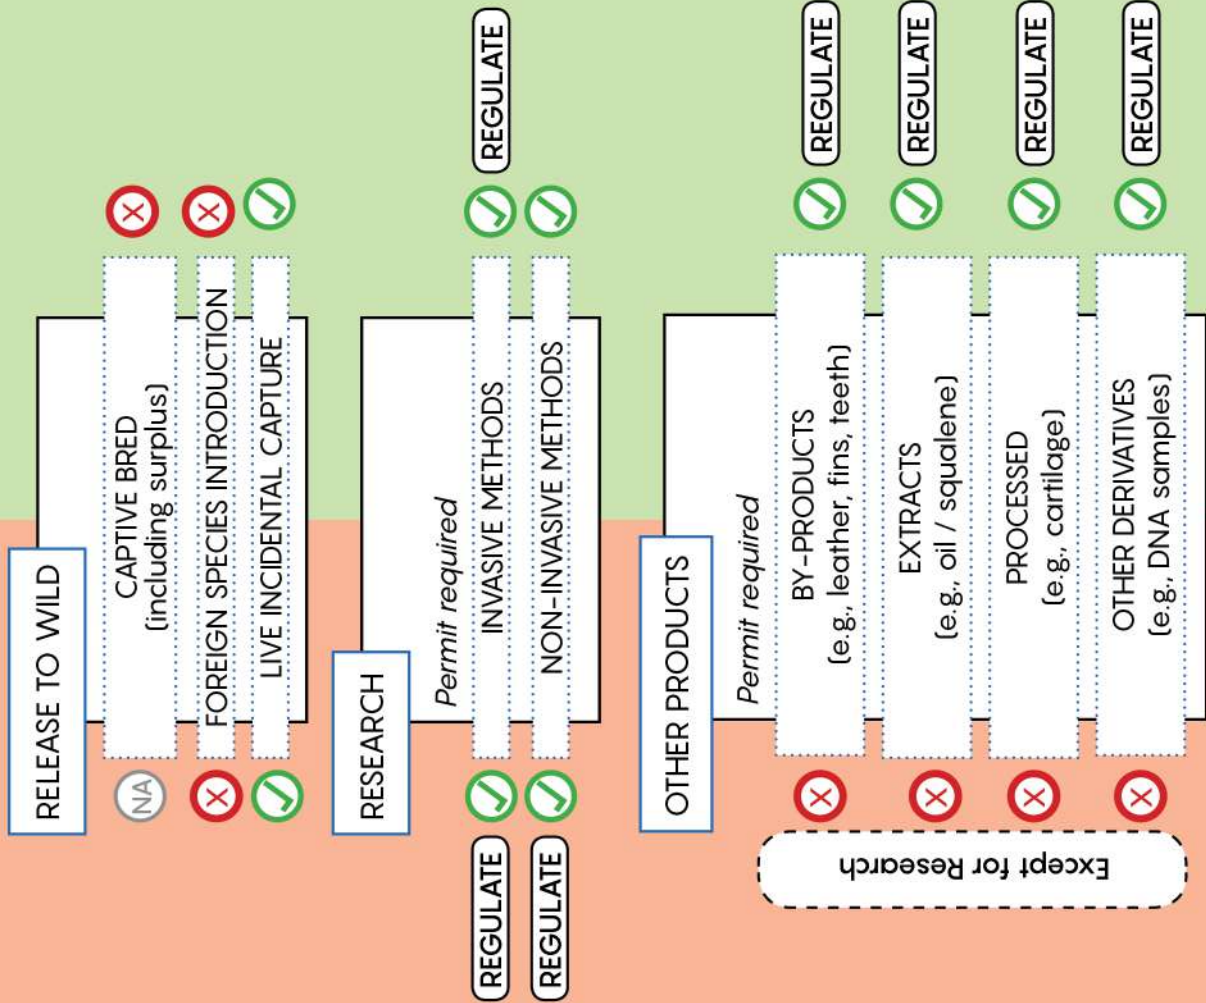 RELEASE TO WILD
NA
CAPTIVE BRED
(including surplus)
X
X
FOREIGN SPECIES INTRODUCTION
X
LIVE INCIDENTAL CAPTURE
RESEARCH
Permit required
REGULATE
INVASIVE METHODS
REGULATE
REGULATE
NON-INVASIVE METHODS
OTHER PRODUCTS
Permit required
Except for Research
X
BY-PRODUCTS
(e.g., leather, fins, teeth)
REGULATE
X
EXTRACTS
(e.g., oil / squalene)
REGULATE
X
PROCESSED
(e.g., cartilage)
REGULATE
X
OTHER DERIVATIVES
(e.g., DNA samples)
REGULATE